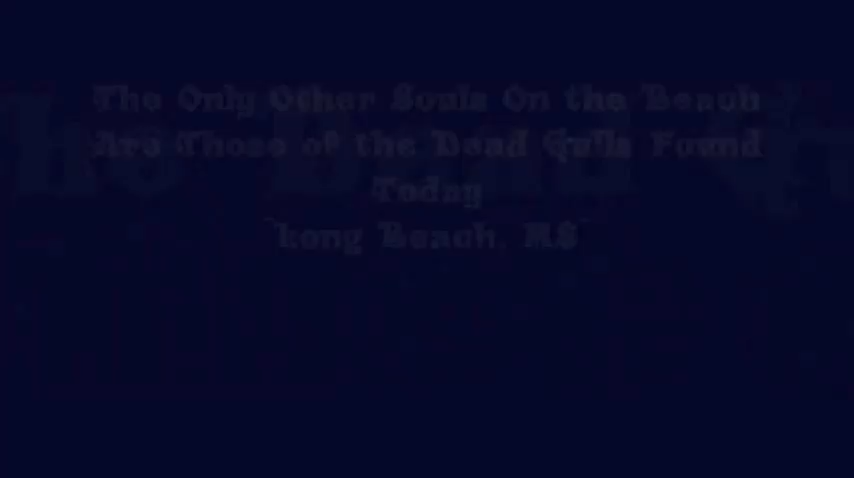 The Only Other Souls On the Beach
Are Those of the Dead Gulls Found
Today
~Long Beach, MS~